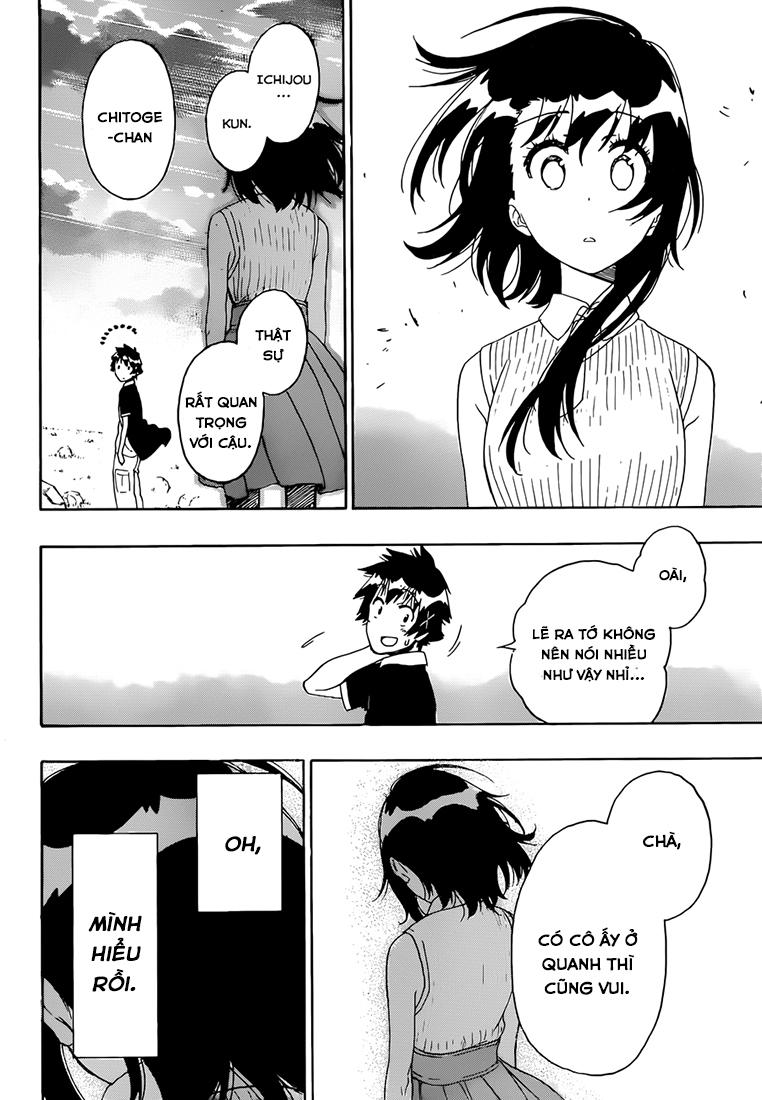 ICHIJOU
...
KUN.
CHITOGE
-CHAN
THẬT
SỰ
RẤT QUAN
TRỌNG
VỚI CẬU.
OÀI,
LẼ RA TỚ KHÔNG
NÊN NÓI NHIỀU
NHƯ VẬY NHỈ...
CHÀ,
CÓ CÔ ẤY Ở
QUANH THÌ
CŨNG VUI.
OH,
MÌNH
HIỂU
RỒI.